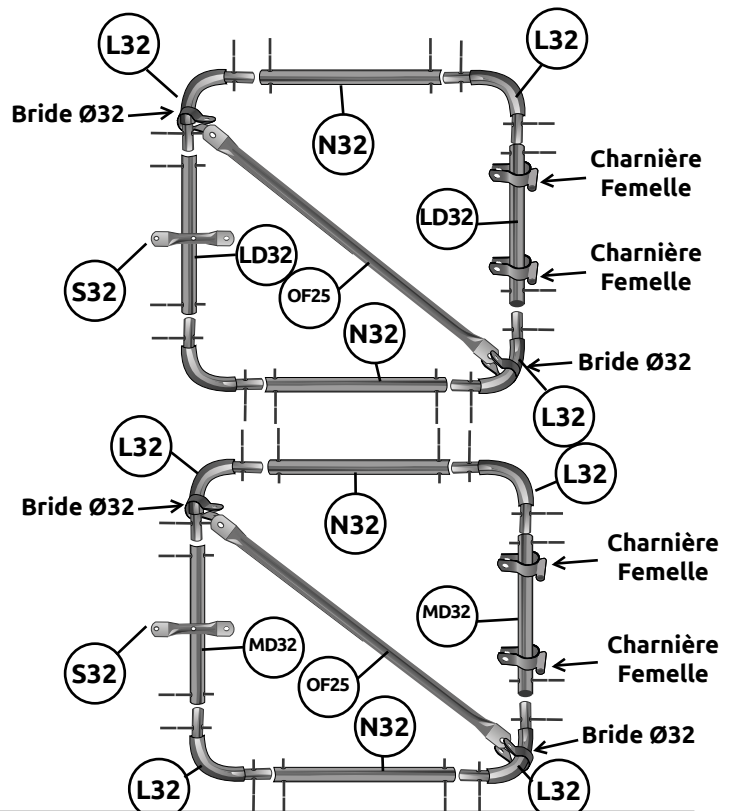 L32
L32
Bride Ø32
N32
Charnière
Femelle
LD32
LD32
Charnière
Femelle
S32
OF25
N32
Bride Ø32
L32
L32
L32
N32
Bride Ø32
Charnière
Femelle
MD32
MD32
Charnière
Femelle
S32
OF25
N32
Bride Ø32
L32
L32